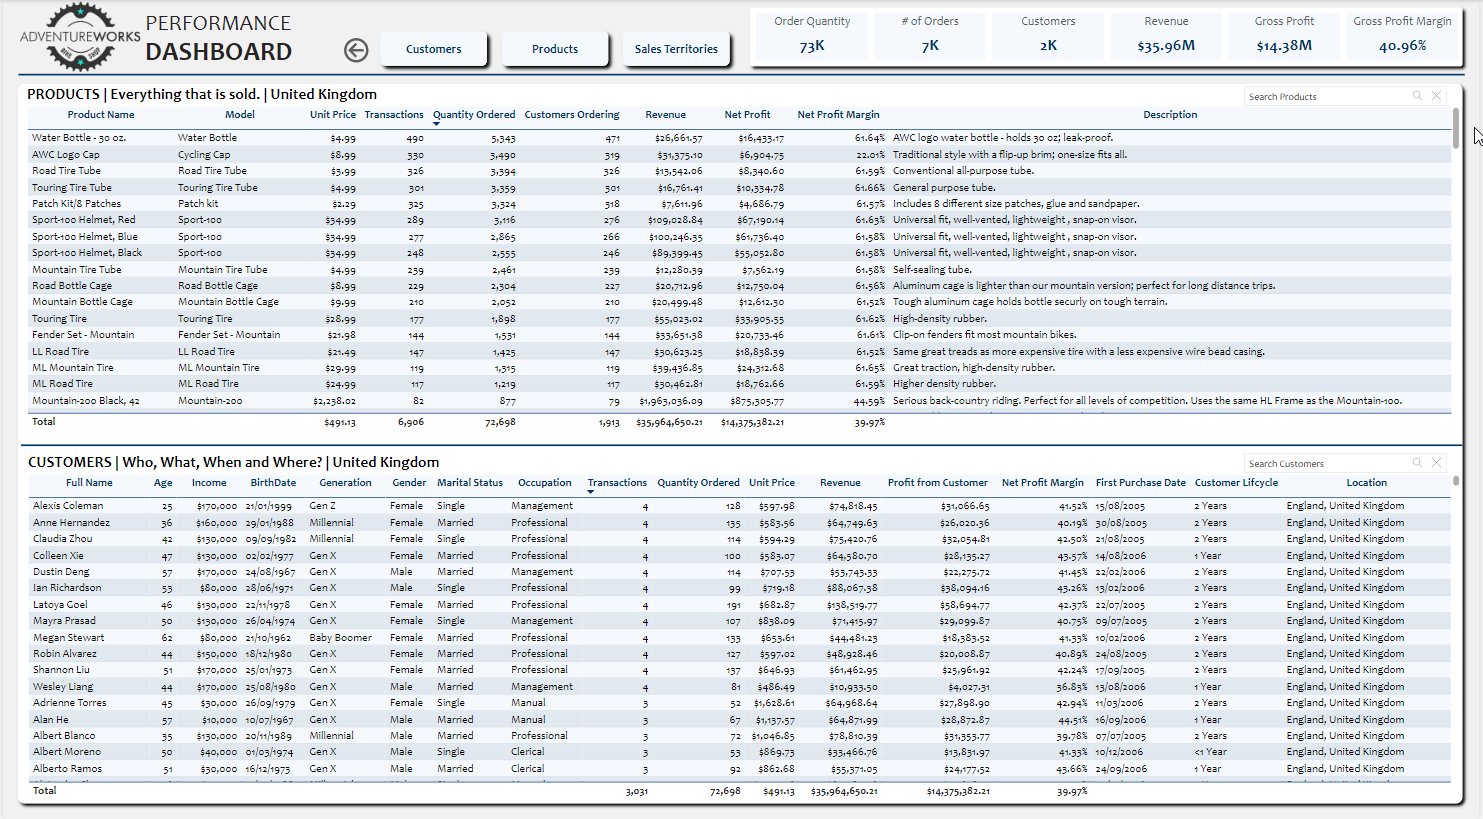 ADVENTUREWORKS
BIKE SHOP
PERFORMANCE
DASHBOARD
Customers
Products
Sales Territories
Order Quantity
73K
# of Orders
7K
Customers
2K
Revenue
$35.96M
Gross Profit
$14.38M
Gross Profit Margin
40.96%
PRODUCTS | Everything that is sold. | United Kingdom
Search Products
Product Name Model Unit Price Transactions Quantity Ordered Customers Ordering Revenue Net Profit Net Profit Margin Description
Water Bottle - 30 oz. Water Bottle $4.99 490 5,343 471 $26,661.57 $16,433.17 61.64% AWC logo water bottle - holds 30 oz; leak-proof.
AWC Logo Cap Cycling Cap $8.99 330 3,490 319 $31,375.10 $6,904.75 22.01% Traditional style with a flip-up brim; one-size fits all.
Road Tire Tube Road Tire Tube $3.99 326 3,394 326 $13,542.06 $8,340.60 61.59% Conventional all-purpose tube.
Touring Tire Tube Touring Tire Tube $4.99 301 3,359 301 $16,761.41 $10,334.78 61.66% General purpose tube.
Patch Kit/8 Patches Patch kit $2.29 325 3,324 318 $7,611.96 $4,686.79 61.57% Includes 8 different size patches, glue and sandpaper.
Sport-100 Helmet, Red Sport-100 $34.99 289 3,116 276 $109,028.84 $67,190.14 61.63% Universal fit, well-vented, lightweight , snap-on visor.
Sport-100 Helmet, Blue Sport-100 $34.99 277 2,865 266 $100,246.35 $61,736.40 61.58% Universal fit, well-vented, lightweight , snap-on visor.
Sport-100 Helmet, Black Sport-100 $34.99 248 2,555 246 $89,399.45 $55,052.80 61.58% Universal fit, well-vented, lightweight , snap-on visor.
Mountain Tire Tube Mountain Tire Tube $4.99 239 2,461 239 $12,280.39 $7,562.19 61.58% Self-sealing tube.
Road Bottle Cage Road Bottle Cage $8.99 229 2,304 227 $20,712.96 $12,750.04 61.56% Aluminum cage is lighter than our mountain version; perfect for long distance trips.
Mountain Bottle Cage Mountain Bottle Cage $9.99 210 2,052 210 $20,499.48 $12,612.30 61.52% Tough aluminum cage holds bottle securly on tough terrain.
Touring Tire Touring Tire $28.99 177 1,898 177 $55,023.02 $33,905.55 61.62% High-density rubber.
Fender Set - Mountain Fender Set - Mountain $21.98 144 1,531 144 $33,651.38 $20,733.46 61.61% Clip-on fenders fit most mountain bikes.
LL Road Tire LL Road Tire $21.49 147 1,425 147 $30,623.25 $18,838.39 61.52% Same great treads as more expensive tire with a less expensive wire bead casing.
ML Mountain Tire ML Mountain Tire $29.99 119 1,315 119 $39,436.85 $24,312.68 61.65% Great traction, high-density rubber.
ML Road Tire ML Road Tire $24.99 117 1,219 117 $30,462.81 $18,762.66 61.59% Higher density rubber.
Mountain-200 Black, 42 Mountain-200 $2,238.02 82 877 79 $1,963,036.09 $875,305.77 44.59% Serious back-country riding. Perfect for all levels of competition. Uses the same HL Frame as the Mountain-100.
Total $491.13 6,906 72,698 1,913 $35,964,650.21 $14,375,382.21 39.97%
CUSTOMERS | Who, What, When and Where? | United Kingdom
Search Customers
Full Name Age Income BirthDate Generation Gender Marital Status Occupation Transactions Quantity Ordered Unit Price Revenue Profit from Customer Net Profit Margin First Purchase Date Customer Lifcycle Location
Alexis Coleman 25 $170,000 21/01/1999 Gen Z Female Single Management 4 128 $597.98 $74,818.45 $31,066.65 41.52% 15/08/2005 2 Years England, United Kingdom
Anne Hernandez 36 $160,000 29/01/1988 Millennial Female Married Professional 4 135 $583.56 $64,749.63 $26,020.36 40.19% 30/08/2005 2 Years England, United Kingdom
Claudia Zhou 42 $130,000 09/09/1982 Millennial Female Single Professional 4 114 $594.29 $75,420.76 $32,054.81 42.50% 21/08/2005 2 Years England, United Kingdom
Colleen Xie 47 $130,000 02/02/1977 Gen X Female Married Professional 4 100 $583.07 $64,580.70 $28,135.27 43.57% 14/08/2006 1 Year England, United Kingdom
Dustin Deng 57 $170,000 24/08/1967 Gen X Male Married Management 4 114 $707.53 $53,743.33 $22,275.72 41.45% 22/02/2006 2 Years England, United Kingdom
Ian Richardson 53 $80,000 28/06/1971 Gen X Male Single Professional 4 99 $719.18 $88,067.38 $38,094.16 43.26% 13/02/2006 2 Years England, United Kingdom
Latoya Goel 46 $130,000 22/11/1978 Gen X Female Married Professional 4 191 $682.87 $138,519.77 $58,694.77 42.37% 22/07/2005 2 Years England, United Kingdom
Mayra Prasad 50 $130,000 26/04/1974 Gen X Female Single Management 4 107 $838.09 $71,415.97 $29,099.87 40.75% 09/07/2005 2 Years England, United Kingdom
Megan Stewart 62 $80,000 21/10/1962 Baby Boomer Female Married Professional 4 133 $653.61 $44,481.23 $18,383.52 41.33% 10/02/2006 2 Years England, United Kingdom
Robin Alvarez 44 $150,000 18/12/1980 Gen X Female Married Professional 4 127 $597.02 $48,928.46 $20,008.87 40.89% 24/08/2005 2 Years England, United Kingdom
Shannon Liu 51 $170,000 25/01/1973 Gen X Female Married Professional 4 137 $646.93 $61,462.95 $25,961.92 42.24% 17/09/2005 2 Years England, United Kingdom
Wesley Liang 44 $170,000 25/08/1980 Gen X Male Married Management 4 81 $486.49 $10,933.50 $4,027.31 36.83% 13/08/2006 1 Year England, United Kingdom
Adrienne Torres 45 $30,000 26/09/1979 Gen X Female Single Manual 3 52 $1,628.61 $64,968.64 $27,898.90 42.94% 11/03/2006 2 Years England, United Kingdom
Alan He 57 $10,000 10/07/1967 Gen X Male Married Manual 3 67 $1,137.57 $64,871.99 $28,872.87 44.51% 16/09/2006 1 Year England, United Kingdom
Albert Blanco 35 $130,000 20/11/1989 Millennial Male Married Professional 3 72 $1,046.85 $78,810.39 $31,353.77 39.78% 07/07/2005 2 Years England, United Kingdom
Albert Moreno 50 $40,000 01/03/1974 Gen X Male Single Clerical 3 53 $869.73 $33,466.76 $13,831.97 41.33% 10/12/2006 <1 Year England, United Kingdom
Alberto Ramos 51 $30,000 16/12/1973 Gen X Male Married Clerical 3 92 $862.68 $55,371.05 $24,177.52 43.66% 24/09/2006 1 Year England, United Kingdom
Total 3,031 72,698 $491.13 $35,964,650.21 $14,375,382.21 39.97%